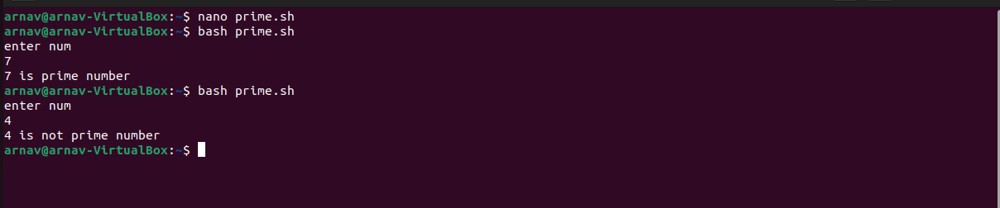 arnav@arnav-VirtualBox:~$ nano prime.sh
arnav@arnav-VirtualBox:~$ bash prime.sh
enter num
7
7 is prime number
arnav@arnav-VirtualBox:~$ bash prime.sh
enter num
4
4 is not prime number
arnav@arnav-VirtualBox:~$